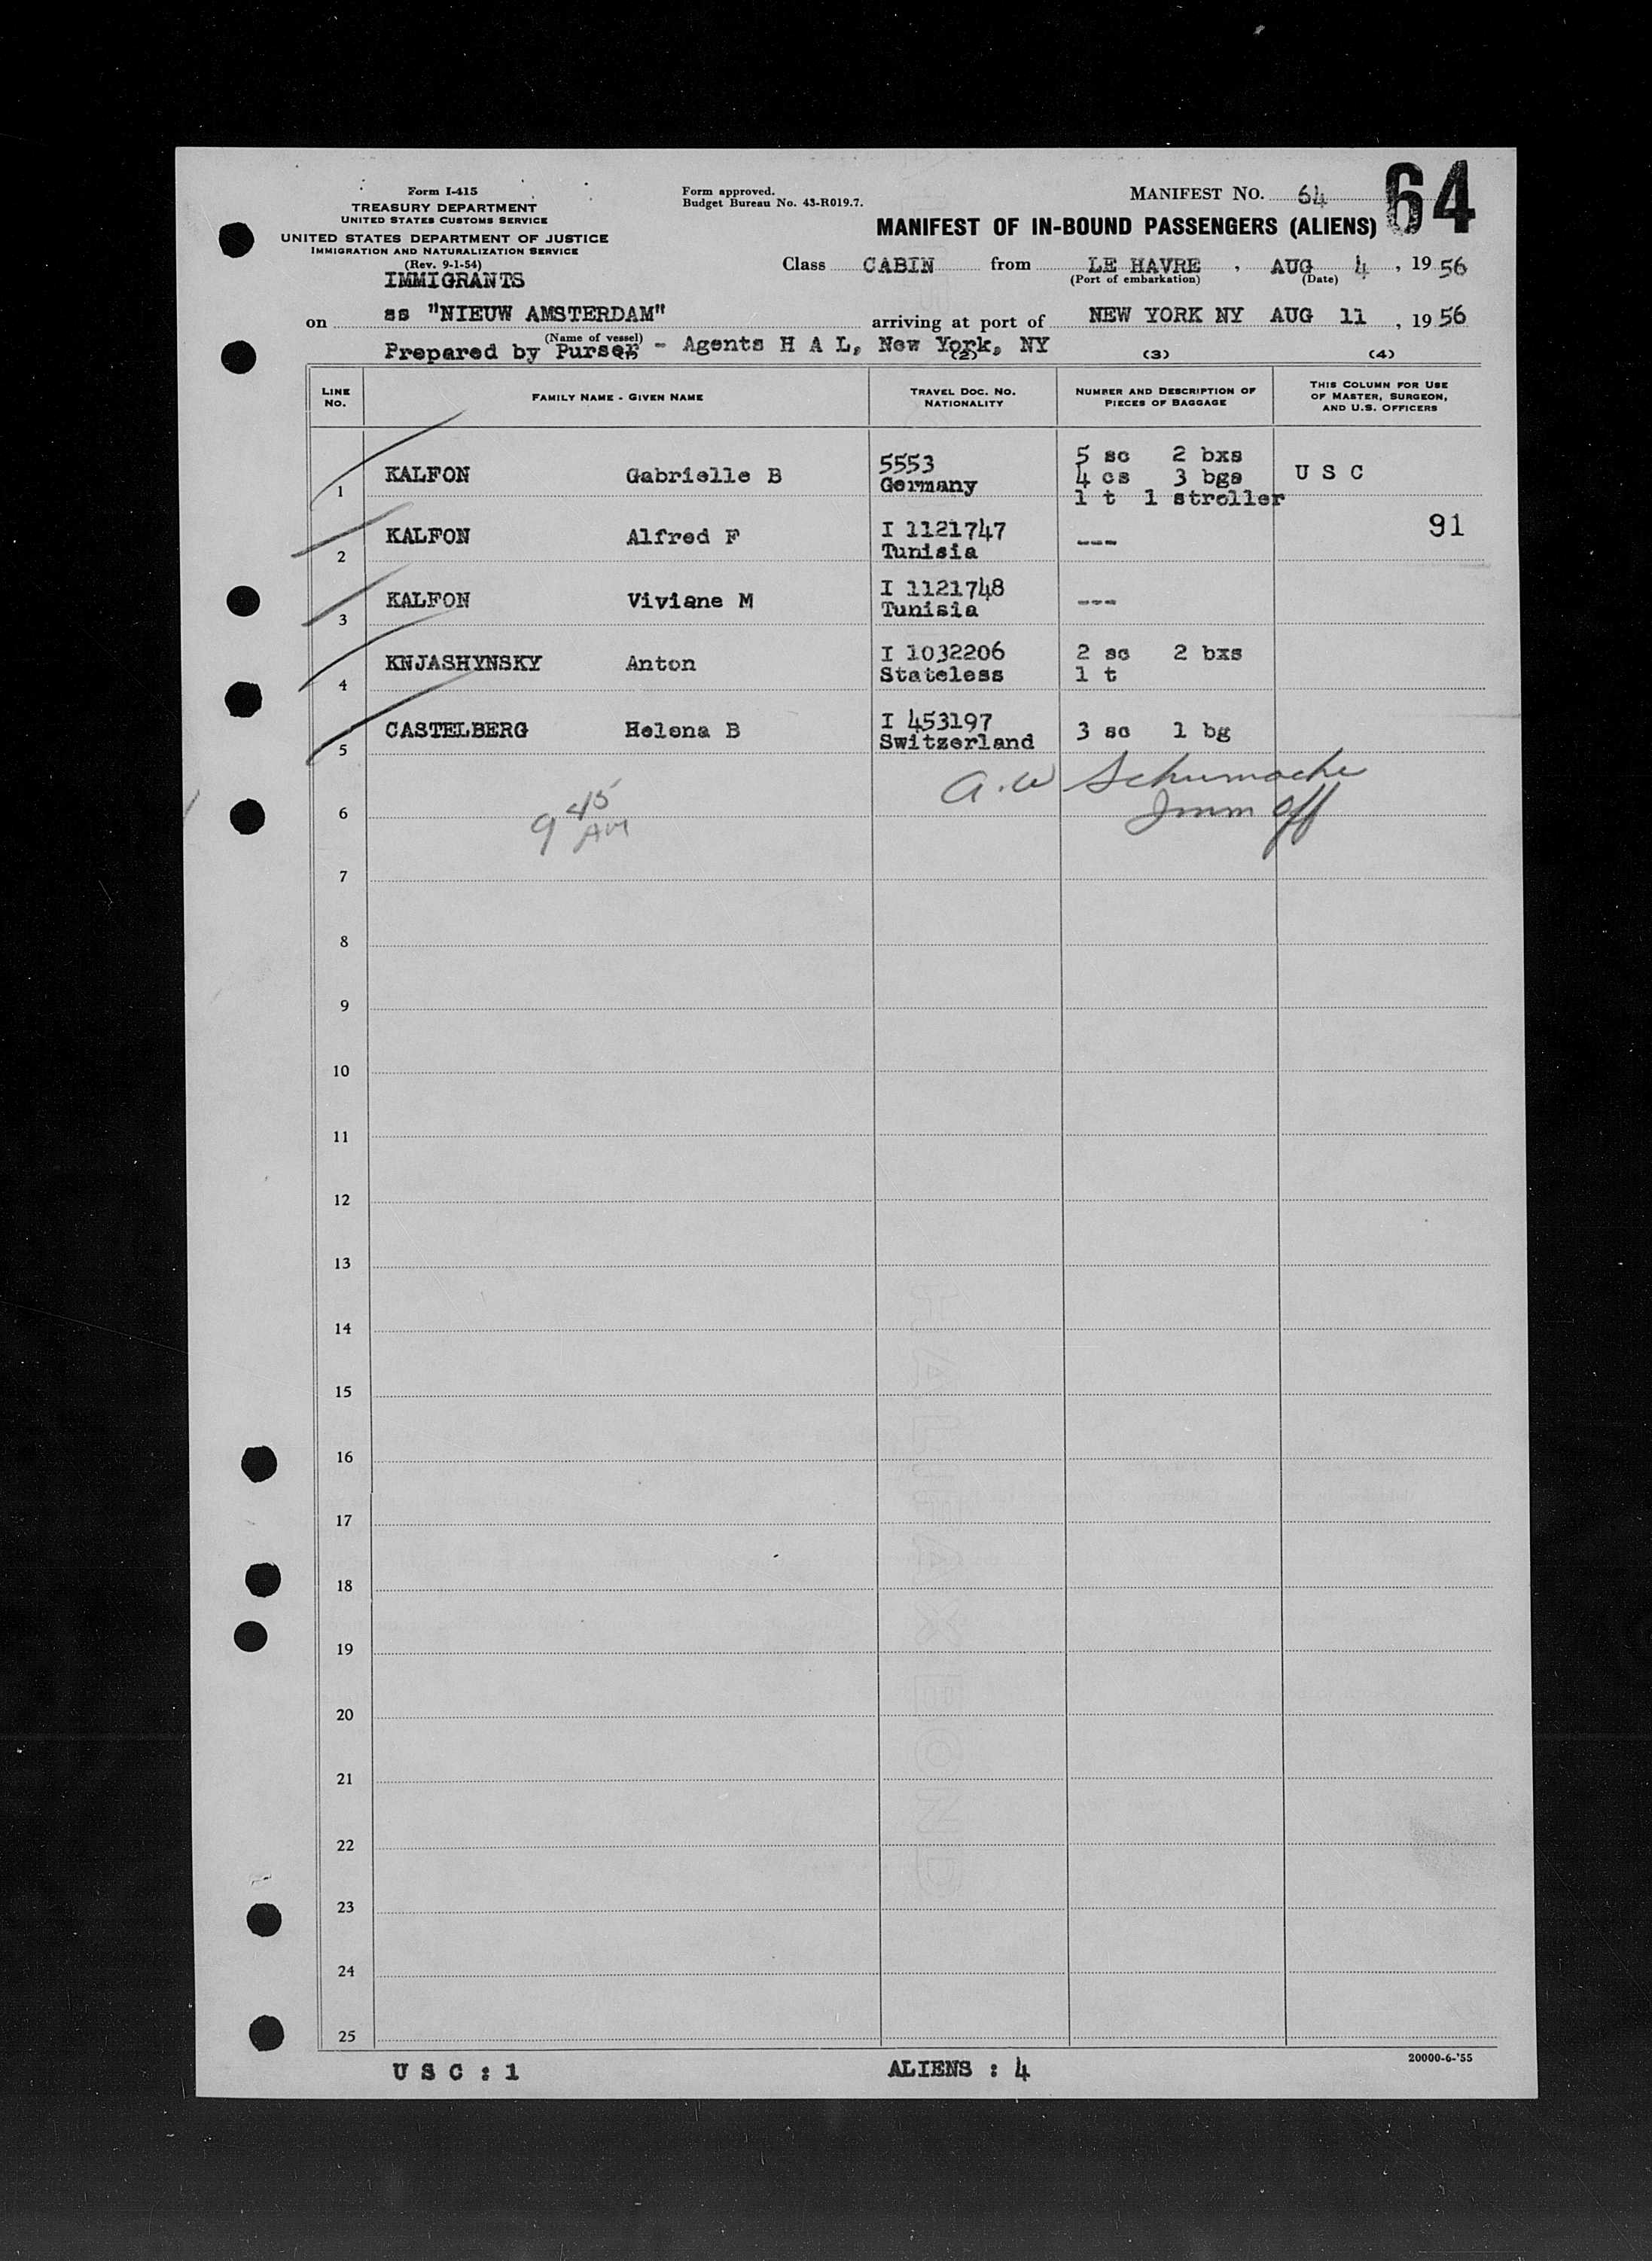 Form I-415
TREASURY DEPARTMENT
UNITED STATES CUSTOMS SERVICE
UNITED STATES DEPARTMENT OF JUSTICE
IMMIGRATION AND NATURALIZATION SERVICE
(Rev. 9-1-54)
IMMIGRANTS
Form approved.
Budget Bureau No. 43-R019.7.
MANIFEST NO. 64 64
MANIFEST OF IN-BOUND PASSENGERS (ALIENS)
Class CABIN from LE HAVRE , AUG 4 , 19 56
(Port of embarkation) (Date)
on ss "NIEUW AMSTERDAM" arriving at port of NEW YORK NY AUG 11 , 19 56
(Name of vessel)
Prepared by Purser - Agents H A L, New York, NY
(2) (3) (4)
LINE NO. FAMILY NAME - GIVEN NAME TRAVEL DOC. NO. NATIONALITY NUMBER AND DESCRIPTION OF PIECES OF BAGGAGE THIS COLUMN FOR USE OF MASTER, SURGEON, AND U.S. OFFICERS
1 KALFON Gabrielle B 5553 Germany 5 sc 2 bxs 4 cs 3 bgs 1 t 1 stroller U S C
91
2 KALFON Alfred F I 1121747 Tunisia ---
3 KALFON Viviane M I 1121748 Tunisia ---
4 KNJASHYNSKY Anton I 1032206 Stateless 2 sc 2 bxs 1 t
5 CASTELBERG Helena B I 453197 Switzerland 3 sc 1 bg
A.W Schumache
Imm Off
6 9 45 AM
7
8
9
10
11
12
13
14
15
16
17
18
19
20
21
22
23
24
25
20000-6-'55
U S C : 1 ALIENS : 4